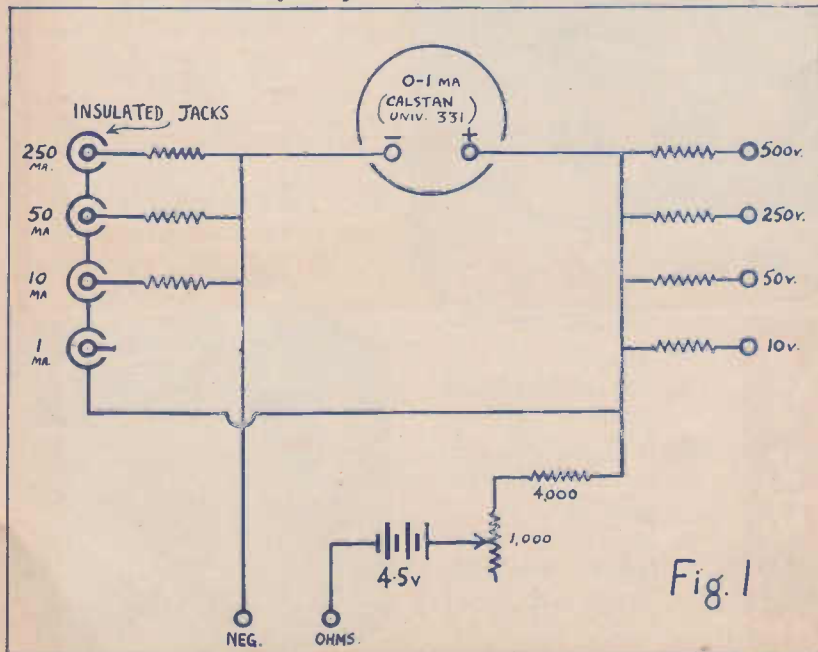 INSULATED JACKS
0-1 MA
(CALSTAN
UNIV. 331)
- +
250
MA.
50
MA
10
MA
1
MA.
500v.
250v.
50v.
10v.
4,000
1,000
4.5v
NEG.
OHMS.
Fig. 1